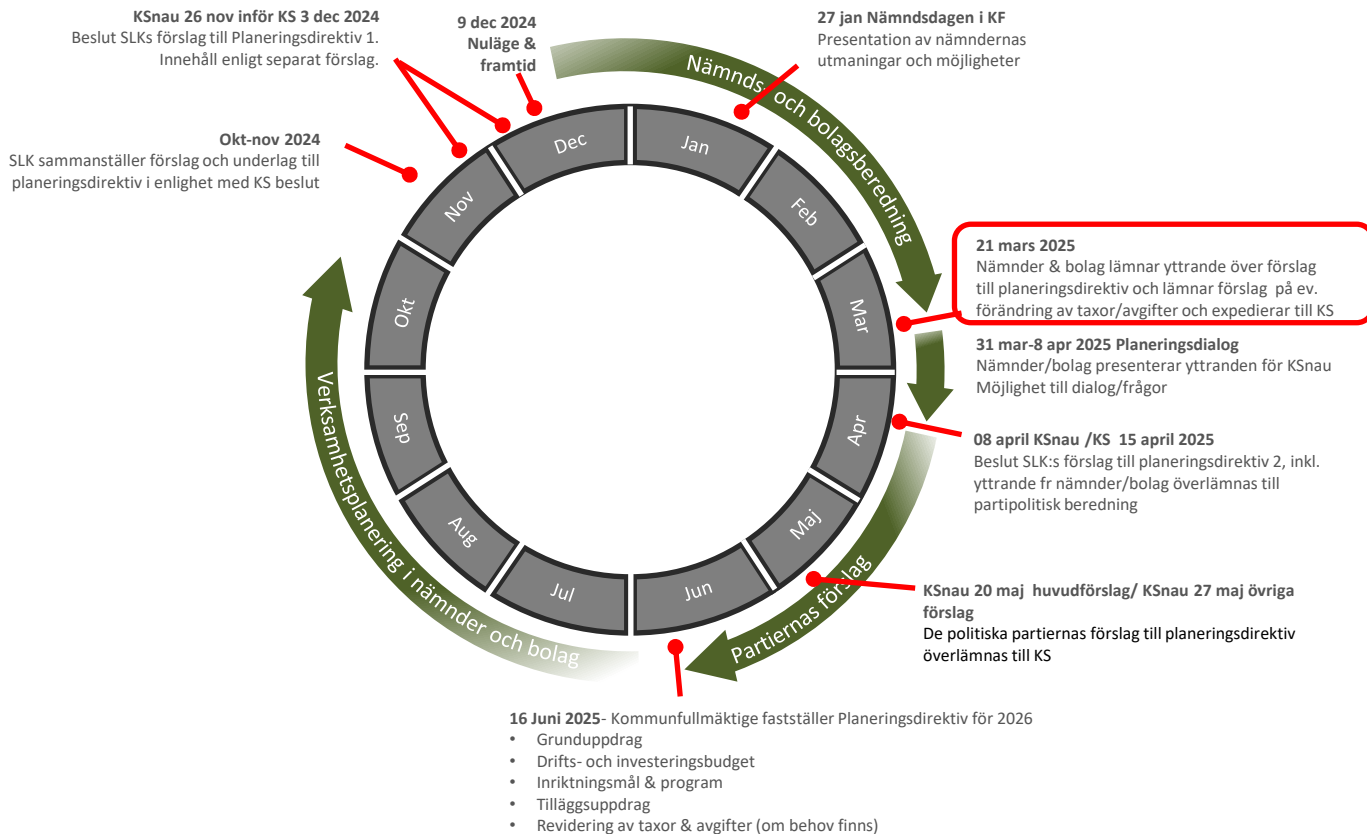 KSnau 26 nov inför KS 3 dec 2024
Beslut SLKs förslag till Planeringsdirektiv 1.
Innehåll enligt separat förslag.
9 dec 2024
Nuläge &
framtid
27 jan Nämndsdagen i KF
Presentation av nämndernas
utmaningar och möjligheter
Okt-nov 2024
SLK sammanställer förslag och underlag till
planeringsdirektiv i enlighet med KS beslut
Nämnds- och bolagsberedning
Dec
Jan
Nov
Feb
Okt
Mar
Sep
Apr
Aug
Maj
Jul
Jun
21 mars 2025
Nämnder & bolag lämnar yttrande över förslag
till planeringsdirektiv och lämnar förslag  på ev.
förändring av taxor/avgifter och expedierar till KS
31 mar-8 apr 2025 Planeringsdialog
Nämnder/bolag presenterar yttranden för KSnau
Möjlighet till dialog/frågor
08 april KSnau /KS  15 april 2025
Beslut SLK:s förslag till planeringsdirektiv 2, inkl.
yttrande fr nämnder/bolag överlämnas till
partipolitisk beredning
Verksamhetsplanering i nämnder och bolag
Partiernas förslag
KSnau 20 maj  huvudförslag/ KSnau 27 maj övriga
förslag
De politiska partiernas förslag till planeringsdirektiv
överlämnas till KS
16 Juni 2025- Kommunfullmäktige fastställer Planeringsdirektiv för 2026
• Grunduppdrag
• Drifts- och investeringsbudget
• Inriktningsmål & program
• Tilläggsuppdrag
• Revidering av taxor & avgifter (om behov finns)